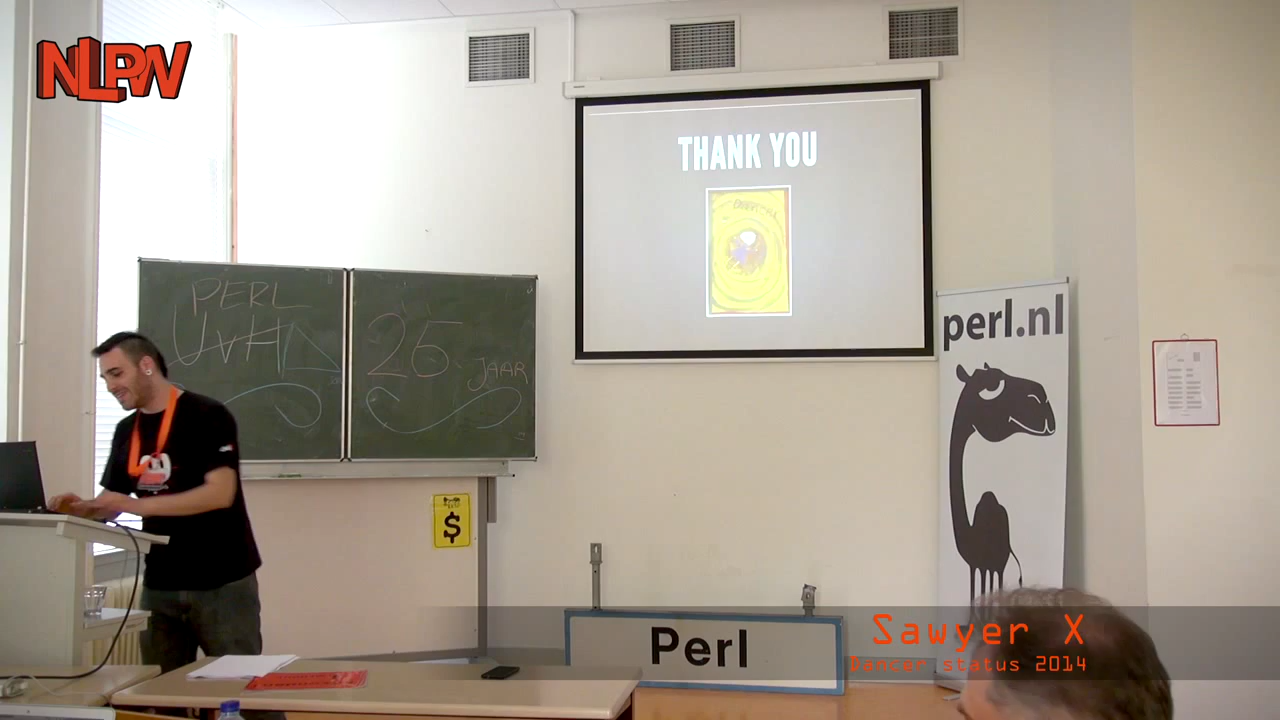 NLPW
THANK YOU
PERL
UvA
25
JAAR
perl.nl
$
Perl
Sawyer X
Dancer status 2014